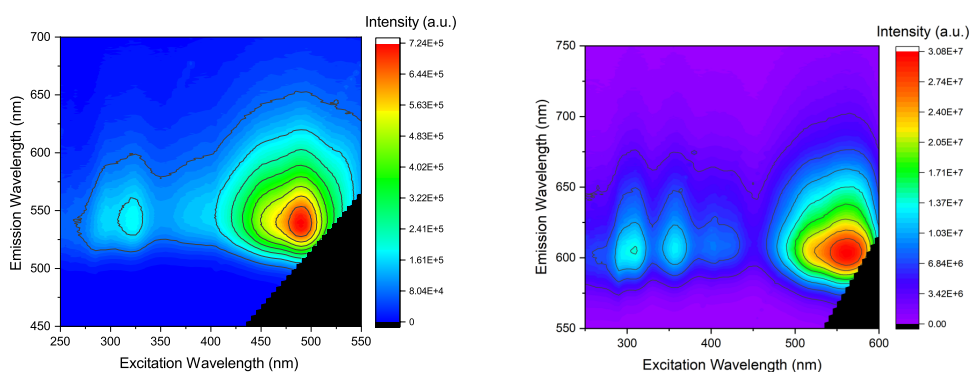 Intensity (a.u.)
7.24E+5
6.44E+5
5.63E+5
4.83E+5
4.02E+5
3.22E+5
2.41E+5
1.61E+5
8.04E+4
0
700
650
600
550
500
450
Emission Wavelength (nm)
250 300 350 400 450 500 550
Excitation Wavelength (nm)
Intensity (a.u.)
3.08E+7
2.74E+7
2.40E+7
2.05E+7
1.71E+7
1.37E+7
1.03E+7
6.84E+6
3.42E+6
0.00
750
700
650
600
550
Emission Wavelength (nm)
300 400 500 600
Excitation Wavelength (nm)